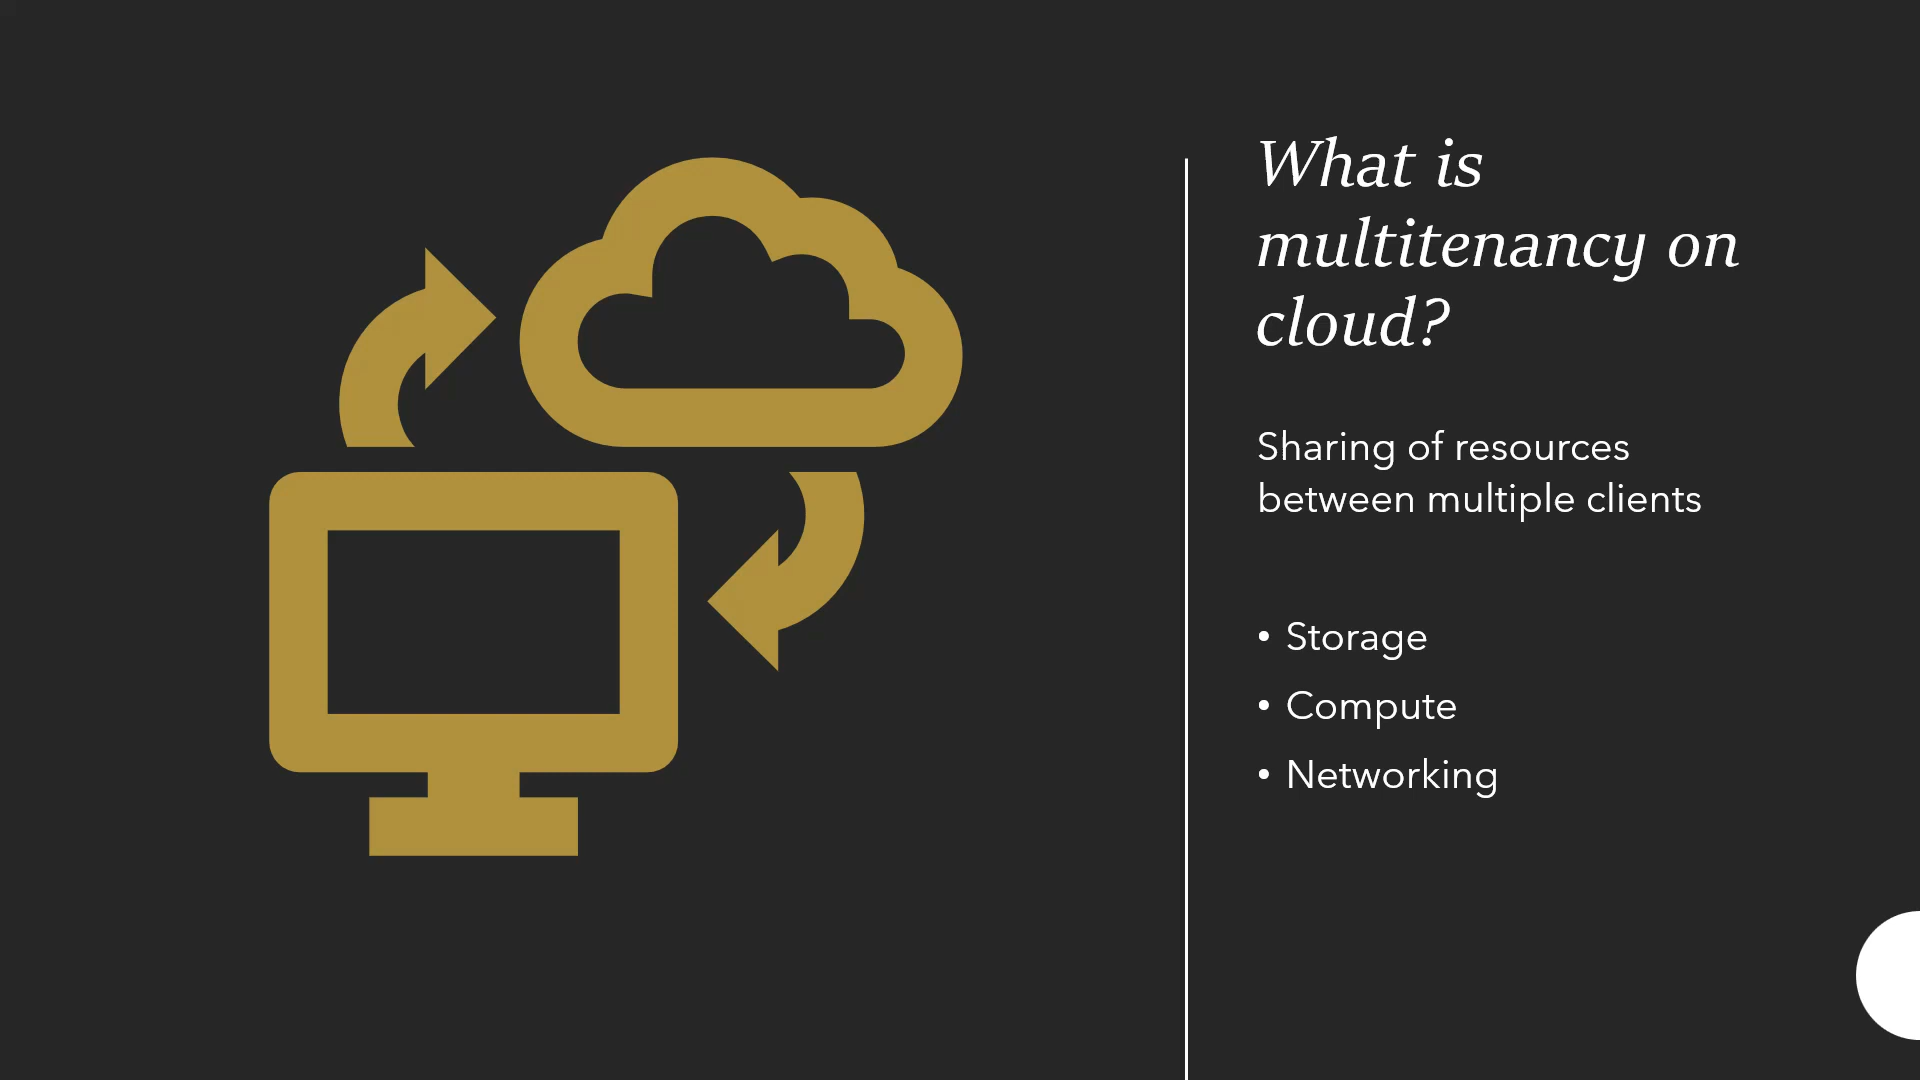 What is
multitenancy on
cloud?
Sharing of resources
between multiple clients
• Storage
• Compute
• Networking